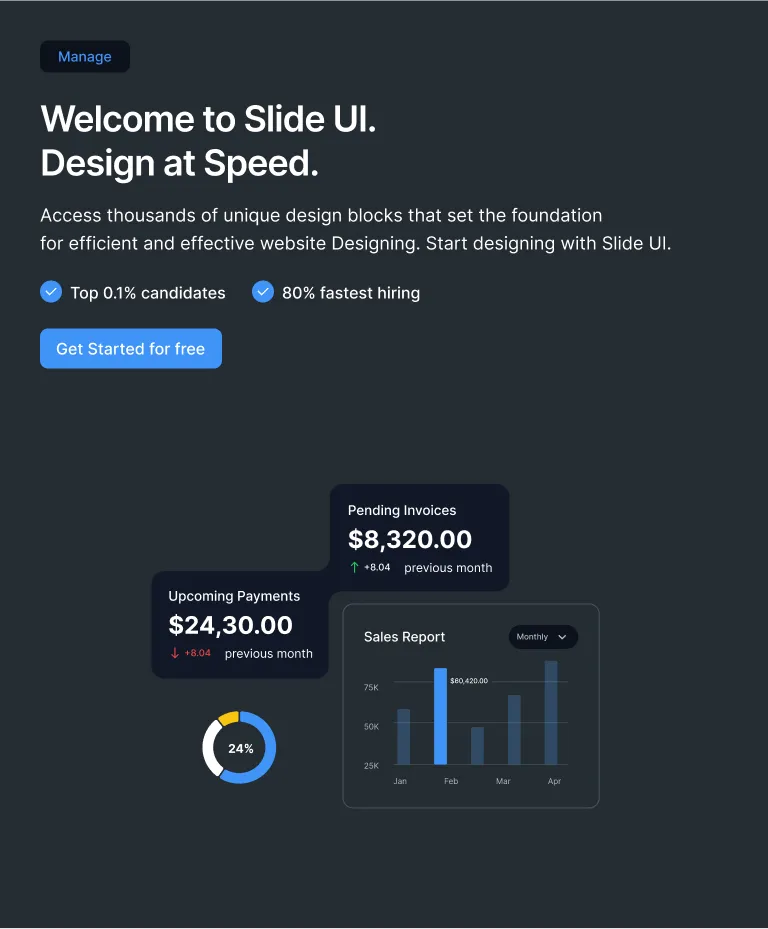 Manage
Welcome to Slide UI.
Design at Speed.
Access thousands of unique design blocks that set the foundation
for efficient and effective website Designing. Start designing with Slide UI.
Top 0.1% candidates
80% fastest hiring
Get Started for free
Pending Invoices
$8,320.00
+8.04 previous month
Upcoming Payments
$24,30.00
+8.04 previous month
Sales Report
Monthly
75K
$60,420.00
50K
25K
Jan Feb Mar Apr
24%